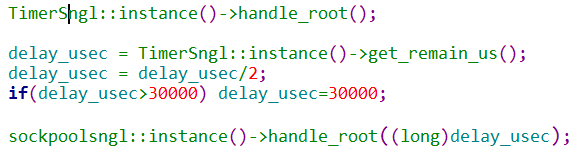 TimerSngl::instance()->handle_root();
delay_usec = TimerSngl::instance()->get_remain_us();
delay_usec = delay_usec/2;
if(delay_usec>30000) delay_usec=30000;
sockpoolsngl::instance()->handle_root((long)delay_usec);